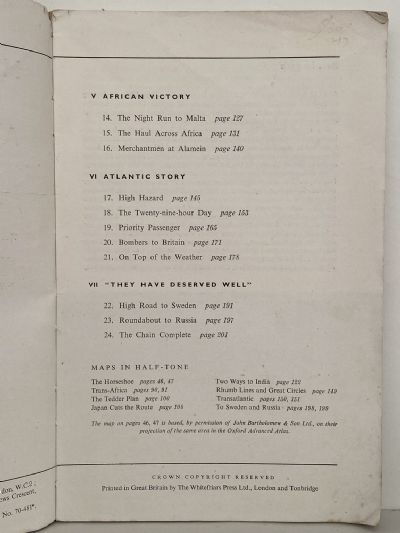 V AFRICAN VICTORY
14. The Night Run to Malta page 127
15. The Haul Across Africa page 131
16. Merchantmen at Alamein page 140
VI ATLANTIC STORY
17. High Hazard page 145
18. The Twenty-nine-hour Day page 153
19. Priority Passenger page 165
20. Bombers to Britain page 171
21. On Top of the Weather page 178
VII "THEY HAVE DESERVED WELL"
22. High Road to Sweden page 191
23. Roundabout to Russia page 197
24. The Chain Complete page 201
MAPS IN HALF-TONE
The Horseshoe pages 46, 47
Trans-Africa pages 90, 91
The Tedder Plan page 100
Japan Cuts the Route page 105
Two Ways to India page 122
Rhumb Lines and Great Circles page 149
Transatlantic pages 150, 151
To Sweden and Russia pages 198, 199
The map on pages 46, 47 is based, by permission of John Bartholomew & Son Ltd., on their
projection of the same area in the Oxford Advanced Atlas.
CROWN COPYRIGHT RESERVED
Printed in Great Britain by The Whitefriars Press Ltd., London and Tonbridge
don, W.C.2;
Crescent,
No. 70-481*.